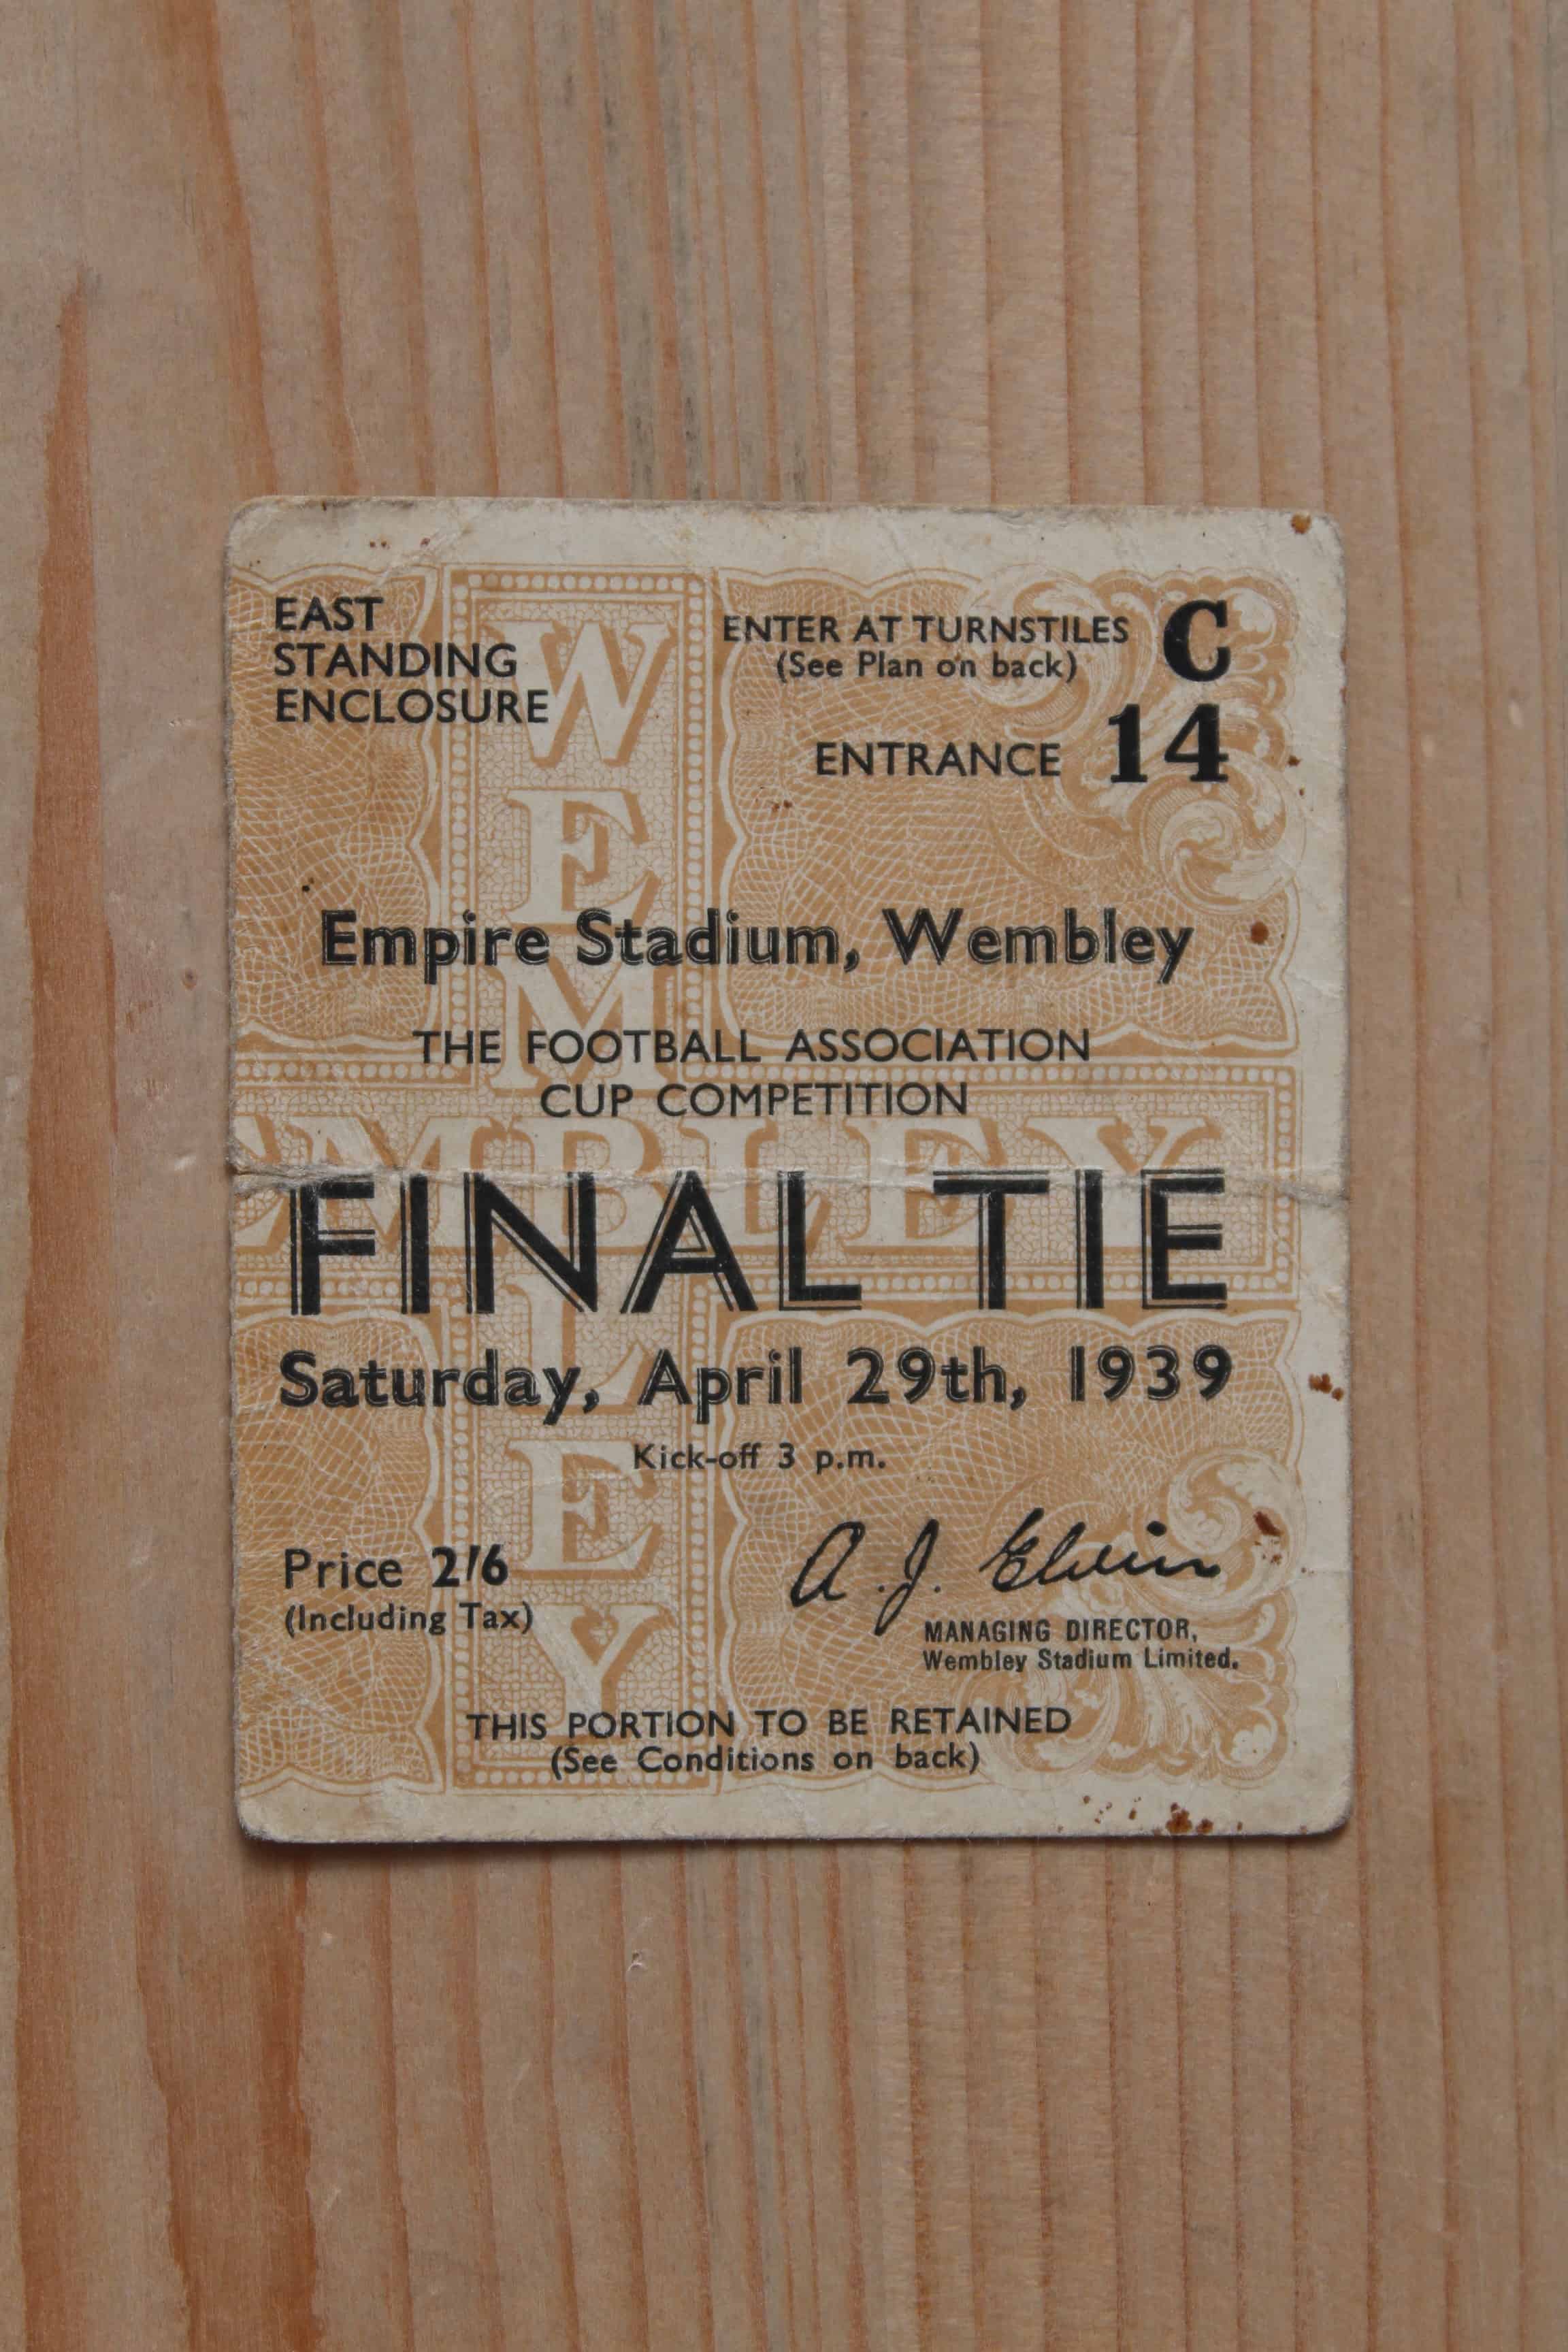 EAST
STANDING
ENCLOSURE
ENTER AT TURNSTILES C
(See Plan on back)
ENTRANCE 14
WEMBLEY
Empire Stadium, Wembley
THE FOOTBALL ASSOCIATION
CUP COMPETITION
EMBLEY
FINAL TIE
Saturday, April 29th, 1939
Kick-off 3 p.m.
Price 2/6
(Including Tax)
A. J. Elvin
MANAGING DIRECTOR,
Wembley Stadium Limited.
THIS PORTION TO BE RETAINED
(See Conditions on back)